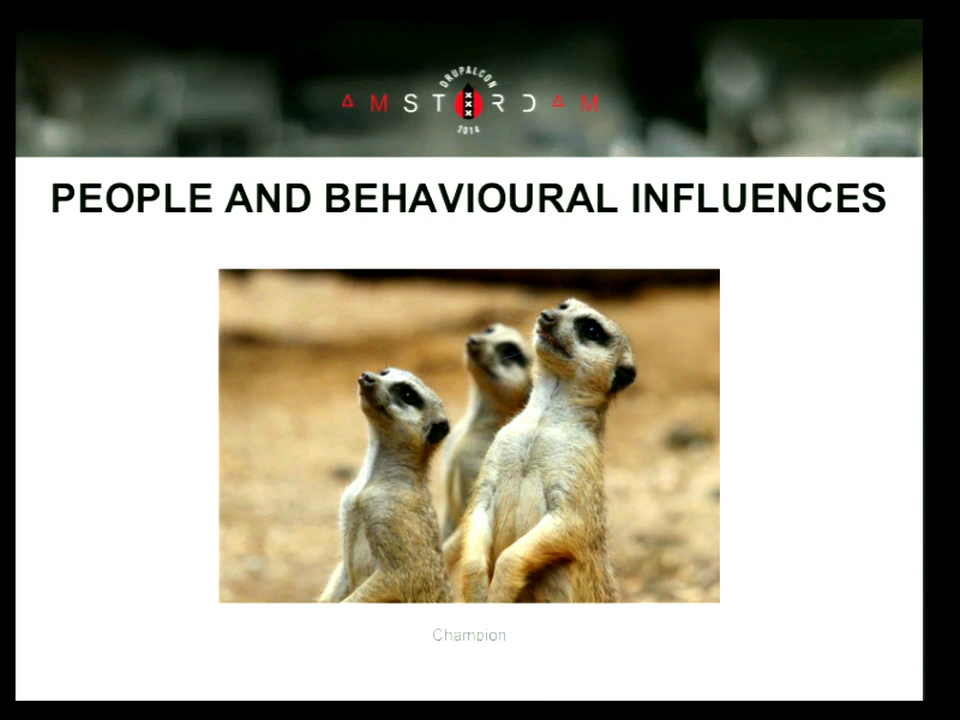 DRUPALCON
AMSTERDAM
2014
PEOPLE AND BEHAVIOURAL INFLUENCES
Champion